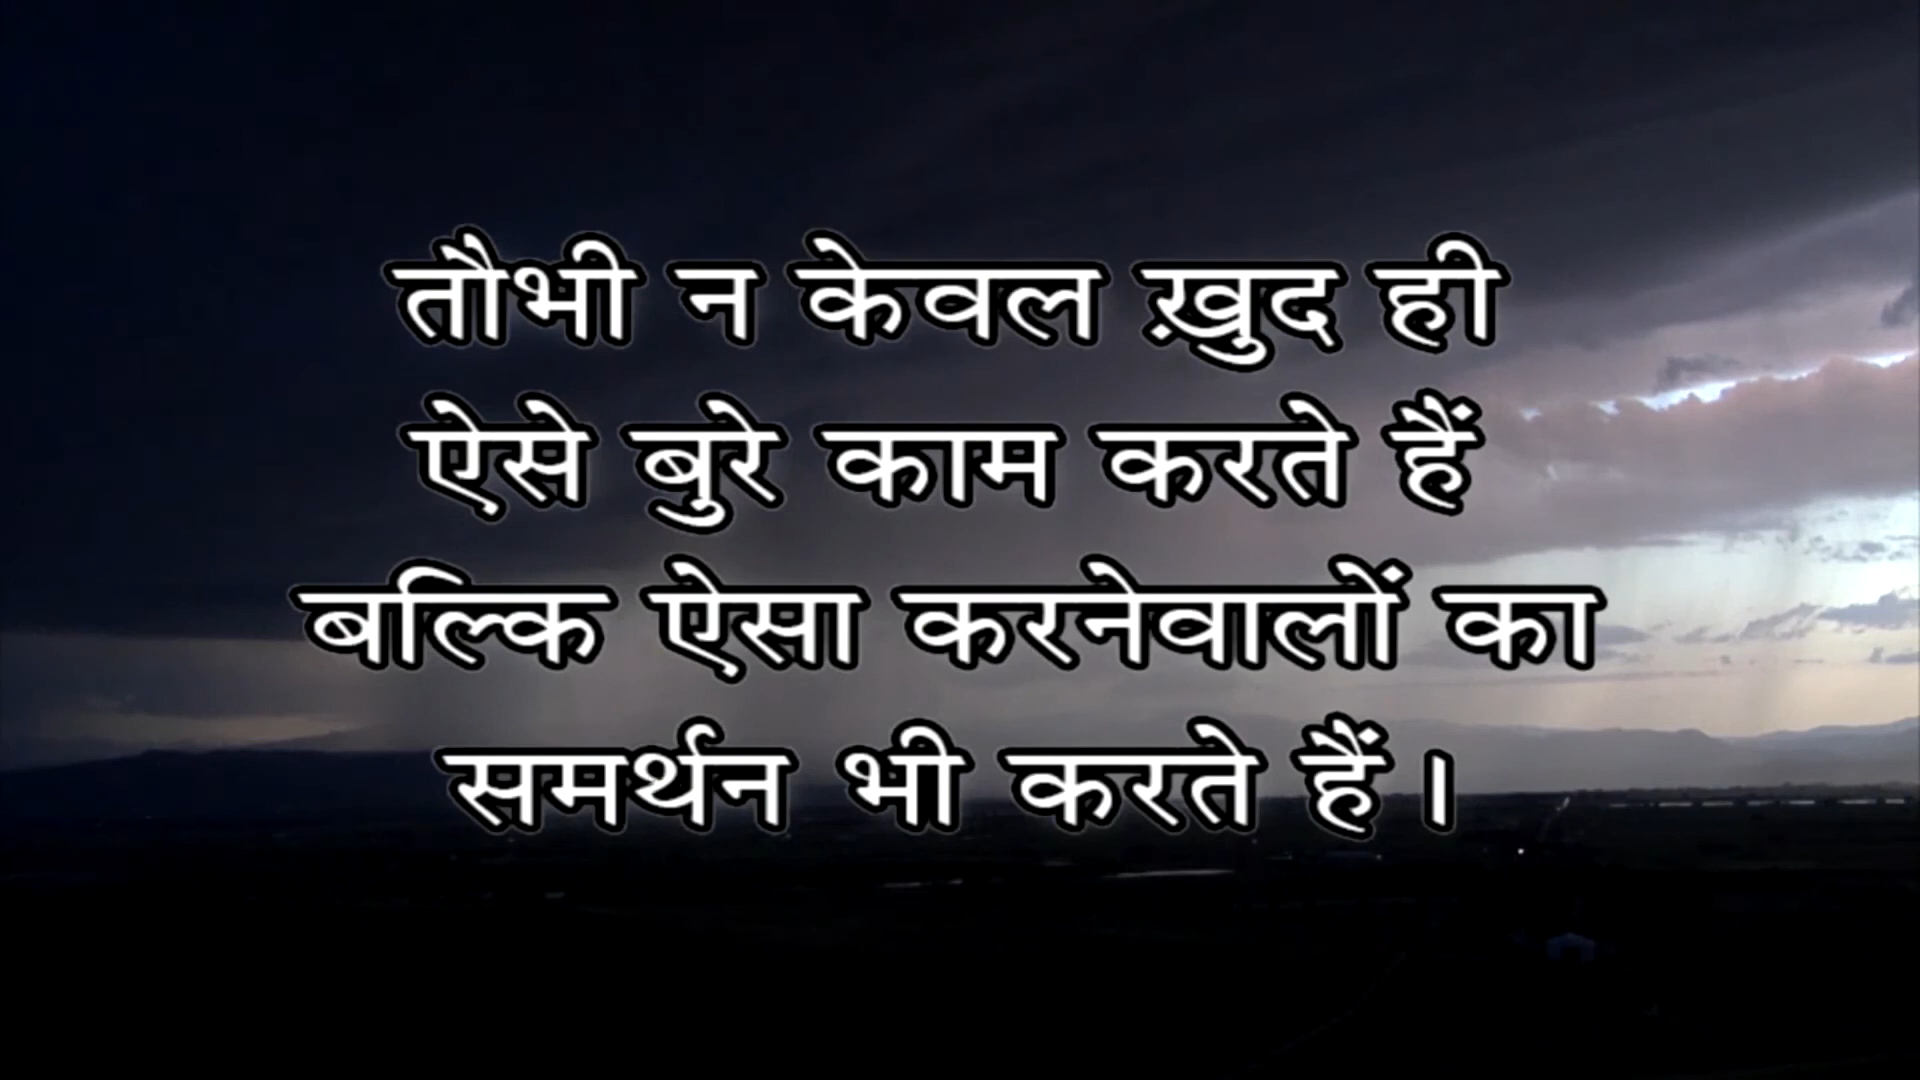 तौभी न केवल ख़ुद ही
ऐसे बुरे काम करते हैं
बल्कि ऐसा करनेवालों का
समर्थन भी करते हैं।